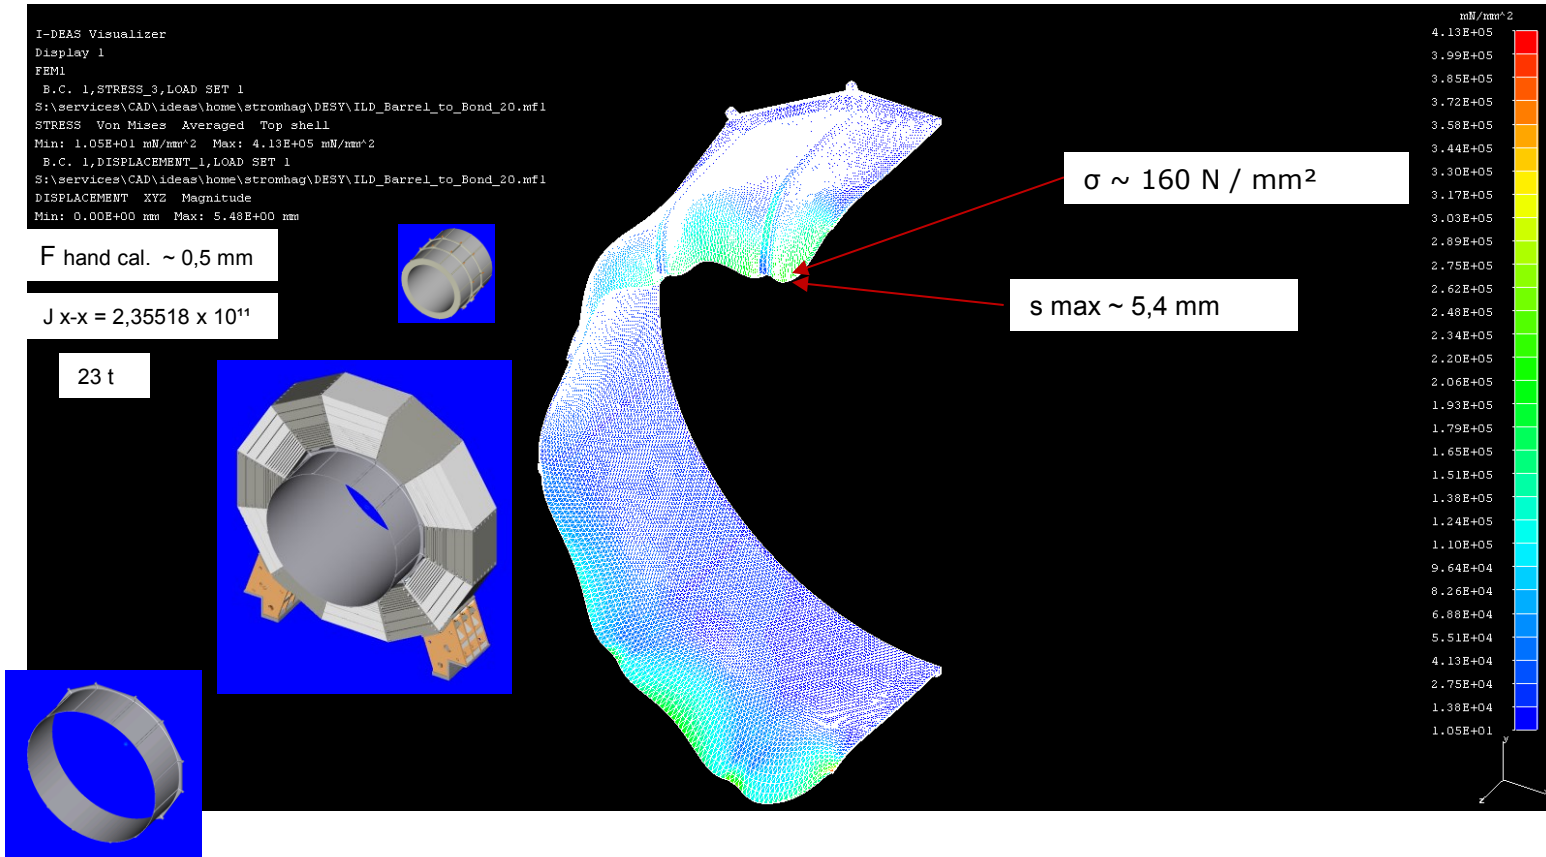 I-DEAS Visualizer
Display 1
FEM1
B.C. 1,STRESS_3,LOAD SET 1
S:\services\CAD\ideas\home\stromhag\DESY\ILD_Barrel_to_Bond_20.mf1
STRESS Von Mises Averaged Top shell
Min: 1.05E+01 mN/mm^2 Max: 4.13E+05 mN/mm^2
B.C. 1,DISPLACEMENT_1,LOAD SET 1
S:\services\CAD\ideas\home\stromhag\DESY\ILD_Barrel_to_Bond_20.mf1
DISPLACEMENT XYZ Magnitude
Min: 0.00E+00 mm Max: 5.48E+00 mm
F hand cal. ~ 0,5 mm
J x-x = 2,35518 x 10¹¹
23 t
σ ~ 160 N / mm²
s max ~ 5,4 mm
mN/mm^2
4.13E+05
3.99E+05
3.85E+05
3.72E+05
3.58E+05
3.44E+05
3.30E+05
3.17E+05
3.03E+05
2.89E+05
2.75E+05
2.62E+05
2.48E+05
2.34E+05
2.20E+05
2.06E+05
1.93E+05
1.79E+05
1.65E+05
1.51E+05
1.38E+05
1.24E+05
1.10E+05
9.64E+04
8.26E+04
6.88E+04
5.51E+04
4.13E+04
2.75E+04
1.38E+04
1.05E+01
y
z